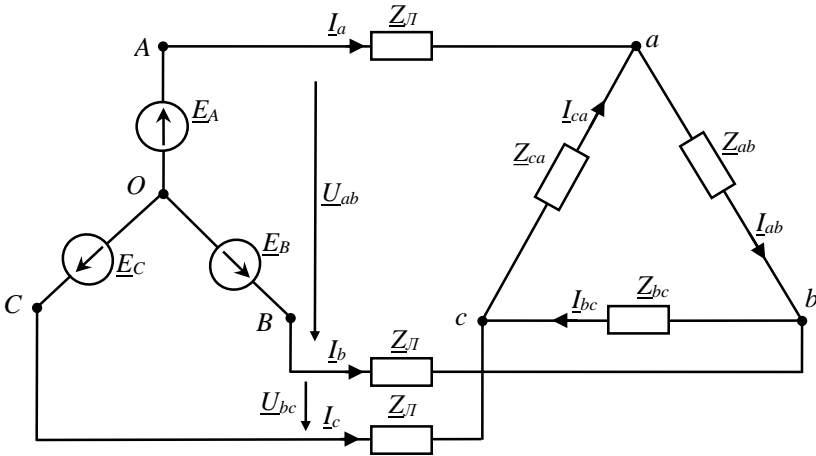 I_a Z_Л
A a
E_A I_ca Z_ab
Z_ca
O U_ab
E_C E_B I_ab
C B c I_bc Z_bc b
I_b Z_Л
U_bc I_c Z_Л